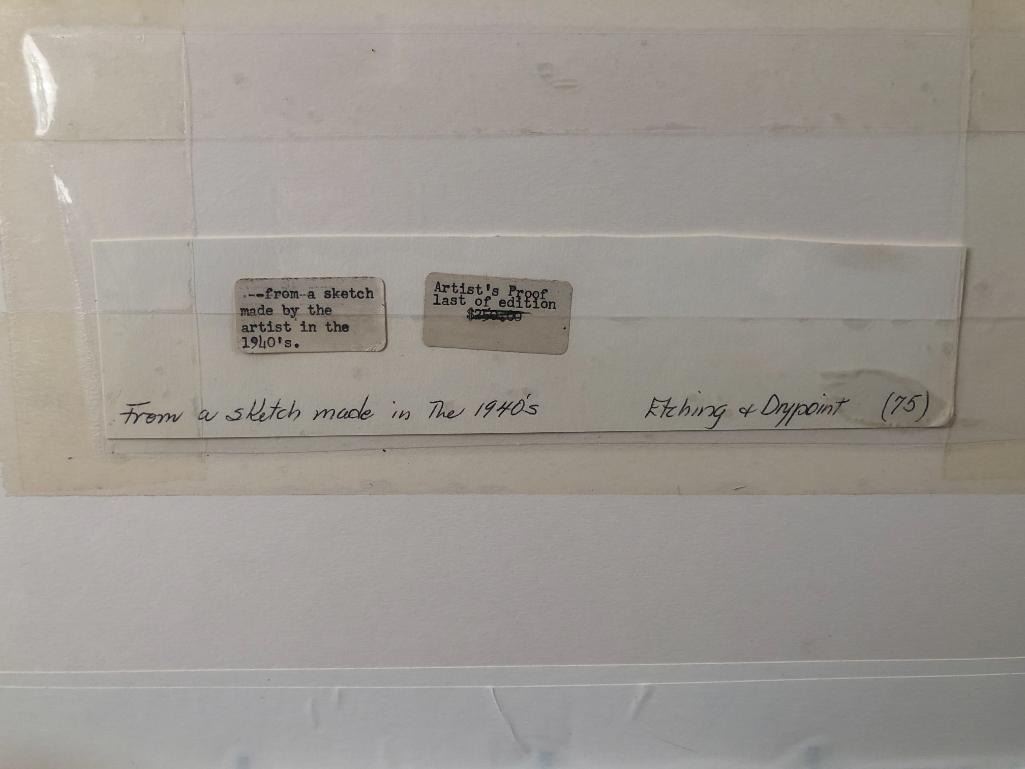 --from a sketch
made by the
artist in the
1940's.
Artist's Proof
last of edition
From a sketch made in The 1940's
Etching & Drypoint (75)